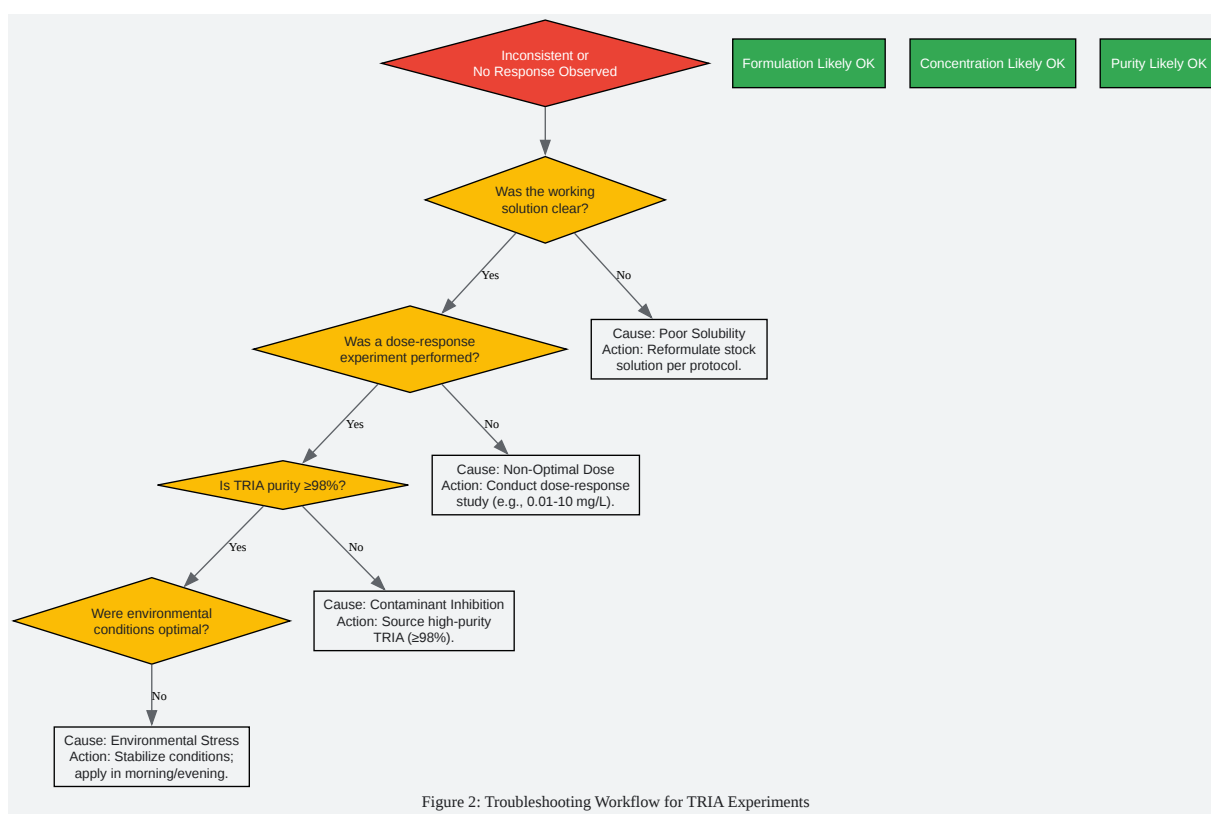 Inconsistent or
No Response Observed
Formulation Likely OK
Concentration Likely OK
Purity Likely OK
Was the working
solution clear?
Yes
No
Was a dose-response
experiment performed?
Cause: Poor Solubility
Action: Reformulate stock
solution per protocol.
Yes
No
Is TRIA purity ≥98%?
Cause: Non-Optimal Dose
Action: Conduct dose-response
study (e.g., 0.01-10 mg/L).
Yes
No
Were environmental
conditions optimal?
Cause: Contaminant Inhibition
Action: Source high-purity
TRIA (≥98%).
No
Cause: Environmental Stress
Action: Stabilize conditions;
apply in morning/evening.
Figure 2: Troubleshooting Workflow for TRIA Experiments